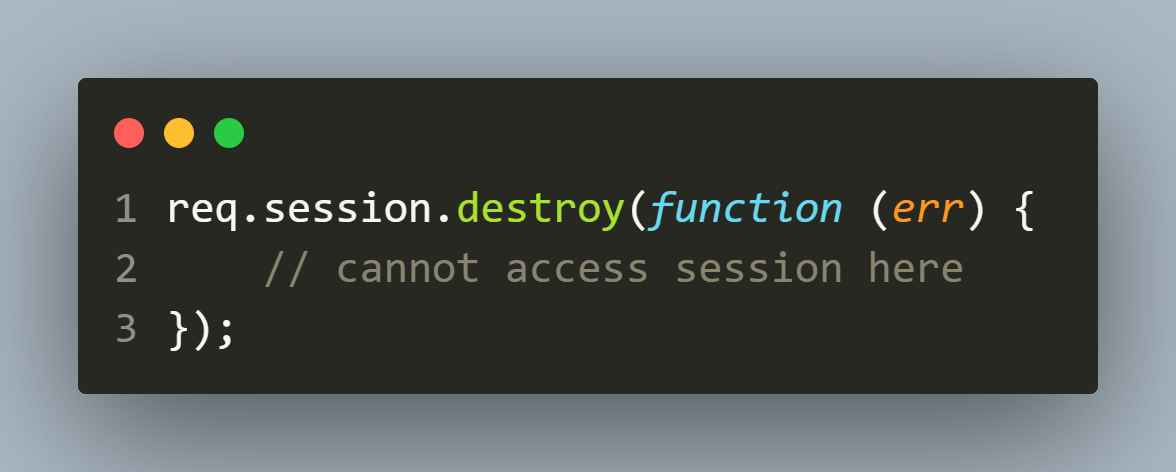 1 req.session.destroy(function (err) {
2     // cannot access session here
3 });